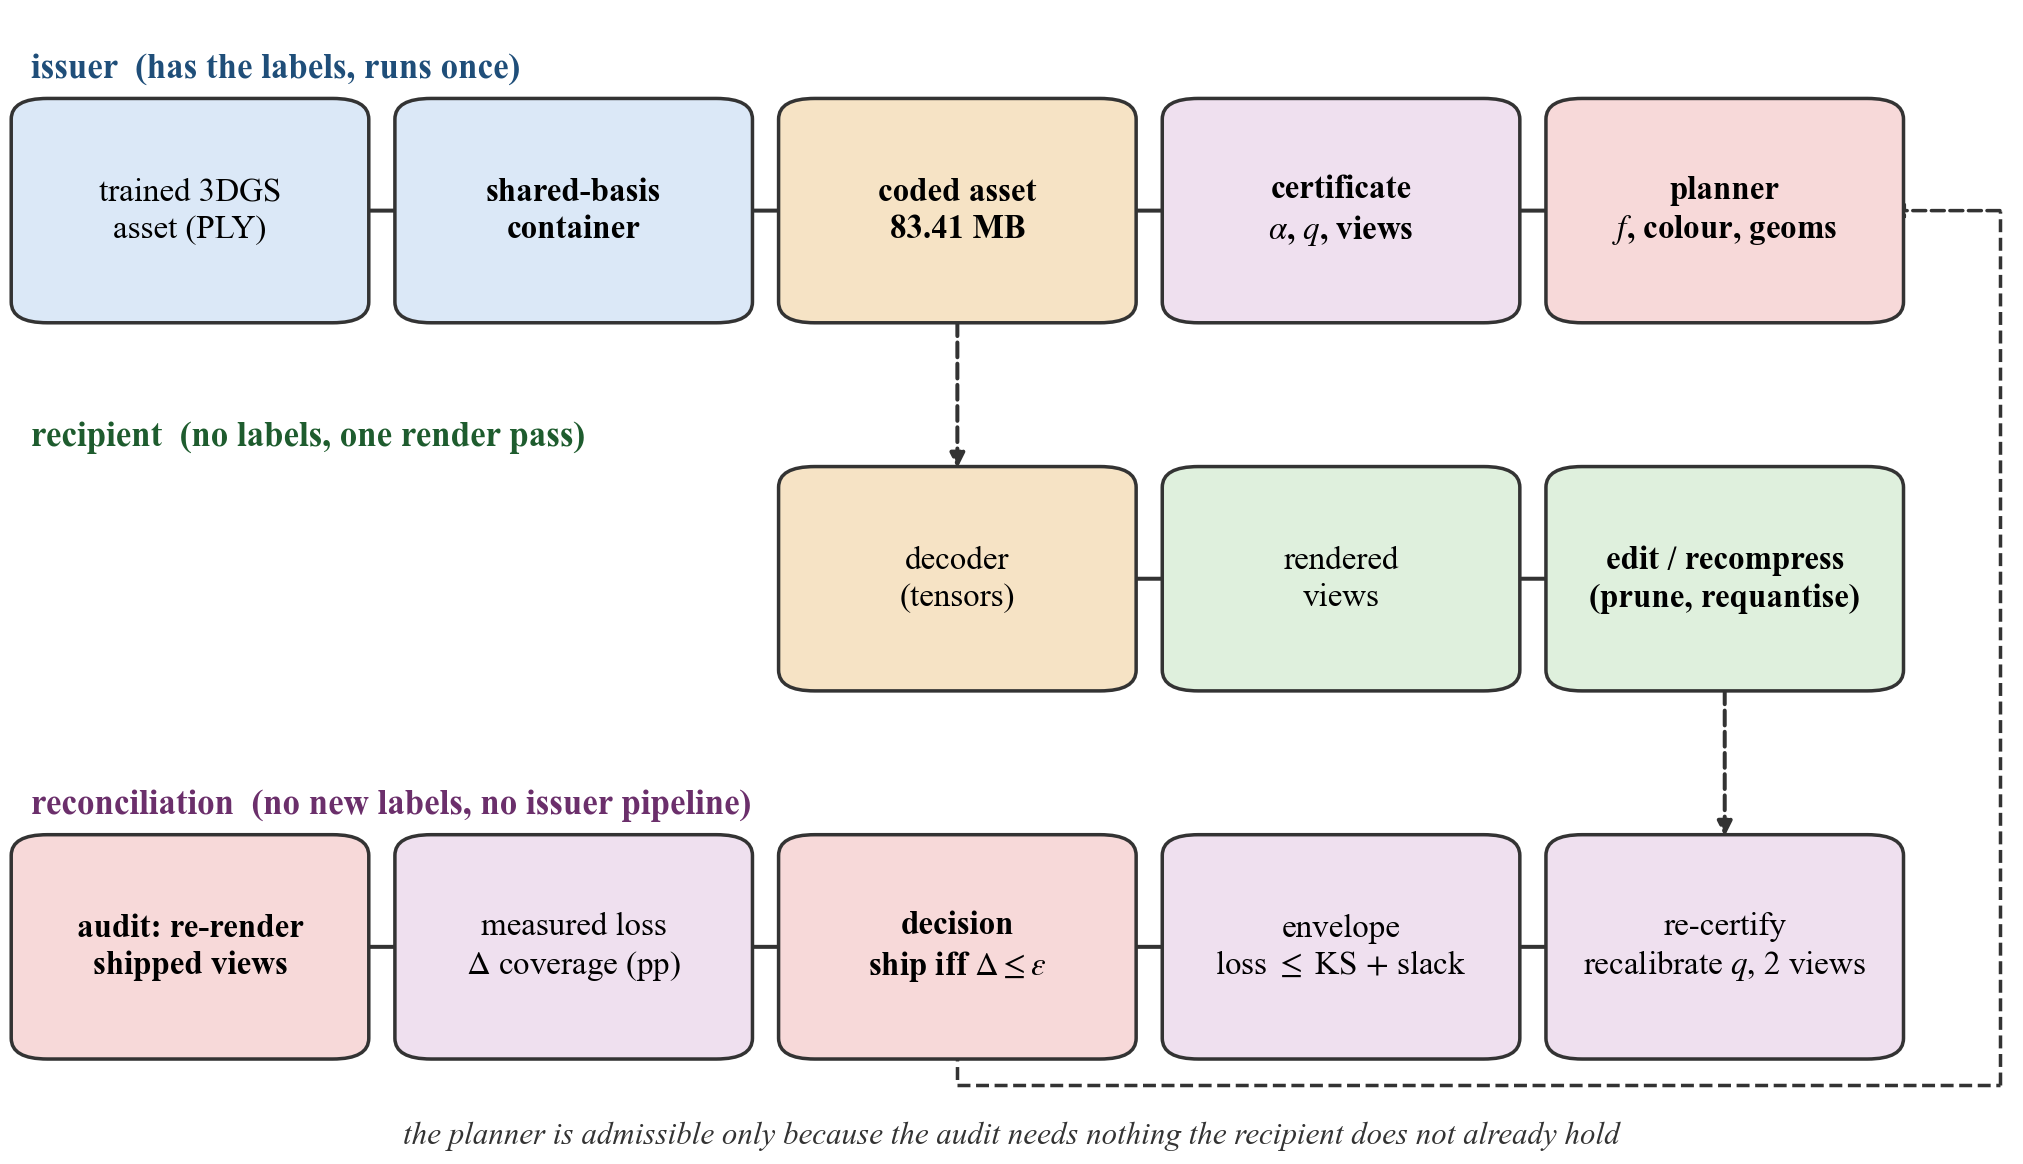 issuer (has the labels, runs once)
trained 3DGS
asset (PLY)
shared-basis
container
coded asset
83.41 MB
certificate
α, q, views
planner
f, colour, geoms
recipient (no labels, one render pass)
decoder
(tensors)
rendered
views
edit / recompress
(prune, requantise)
reconciliation (no new labels, no issuer pipeline)
audit: re-render
shipped views
measured loss
Δ coverage (pp)
decision
ship iff Δ ≤ ε
envelope
loss ≤ KS + slack
re-certify
recalibrate q, 2 views
the planner is admissible only because the audit needs nothing the recipient does not already hold